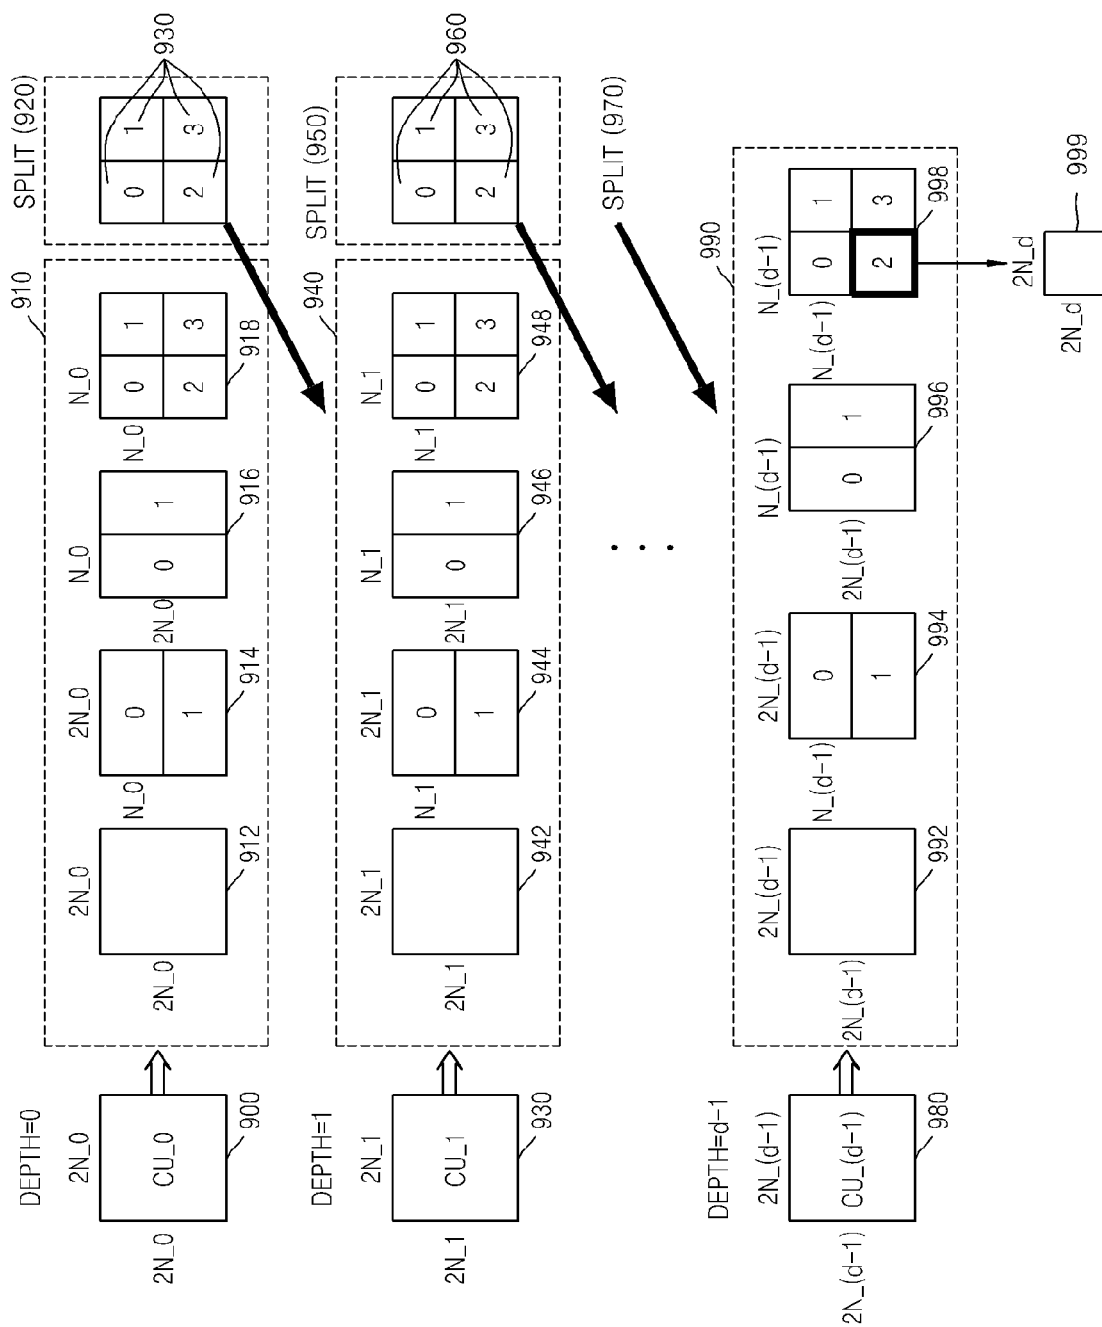 DEPTH=0
2N_0
2N_0
CU_0
900
910
2N_0
2N_0
912
2N_0
N_0
0
1
914
N_0
2N_0
0
1
916
N_0
N_0
0
1
2
3
918
SPLIT (920)
0
1
2
3
930
DEPTH=1
2N_1
2N_1
CU_1
930
940
2N_1
2N_1
942
2N_1
N_1
0
1
944
N_1
2N_1
0
1
946
N_1
N_1
0
1
2
3
948
SPLIT (950)
0
1
2
3
960
SPLIT (970)
DEPTH=d-1
2N_(d-1)
2N_(d-1)
CU_(d-1)
980
990
2N_(d-1)
2N_(d-1)
992
2N_(d-1)
N_(d-1)
0
1
994
N_(d-1)
2N_(d-1)
0
1
996
N_(d-1)
N_(d-1)
0
1
2
3
998
2N_d
2N_d
999